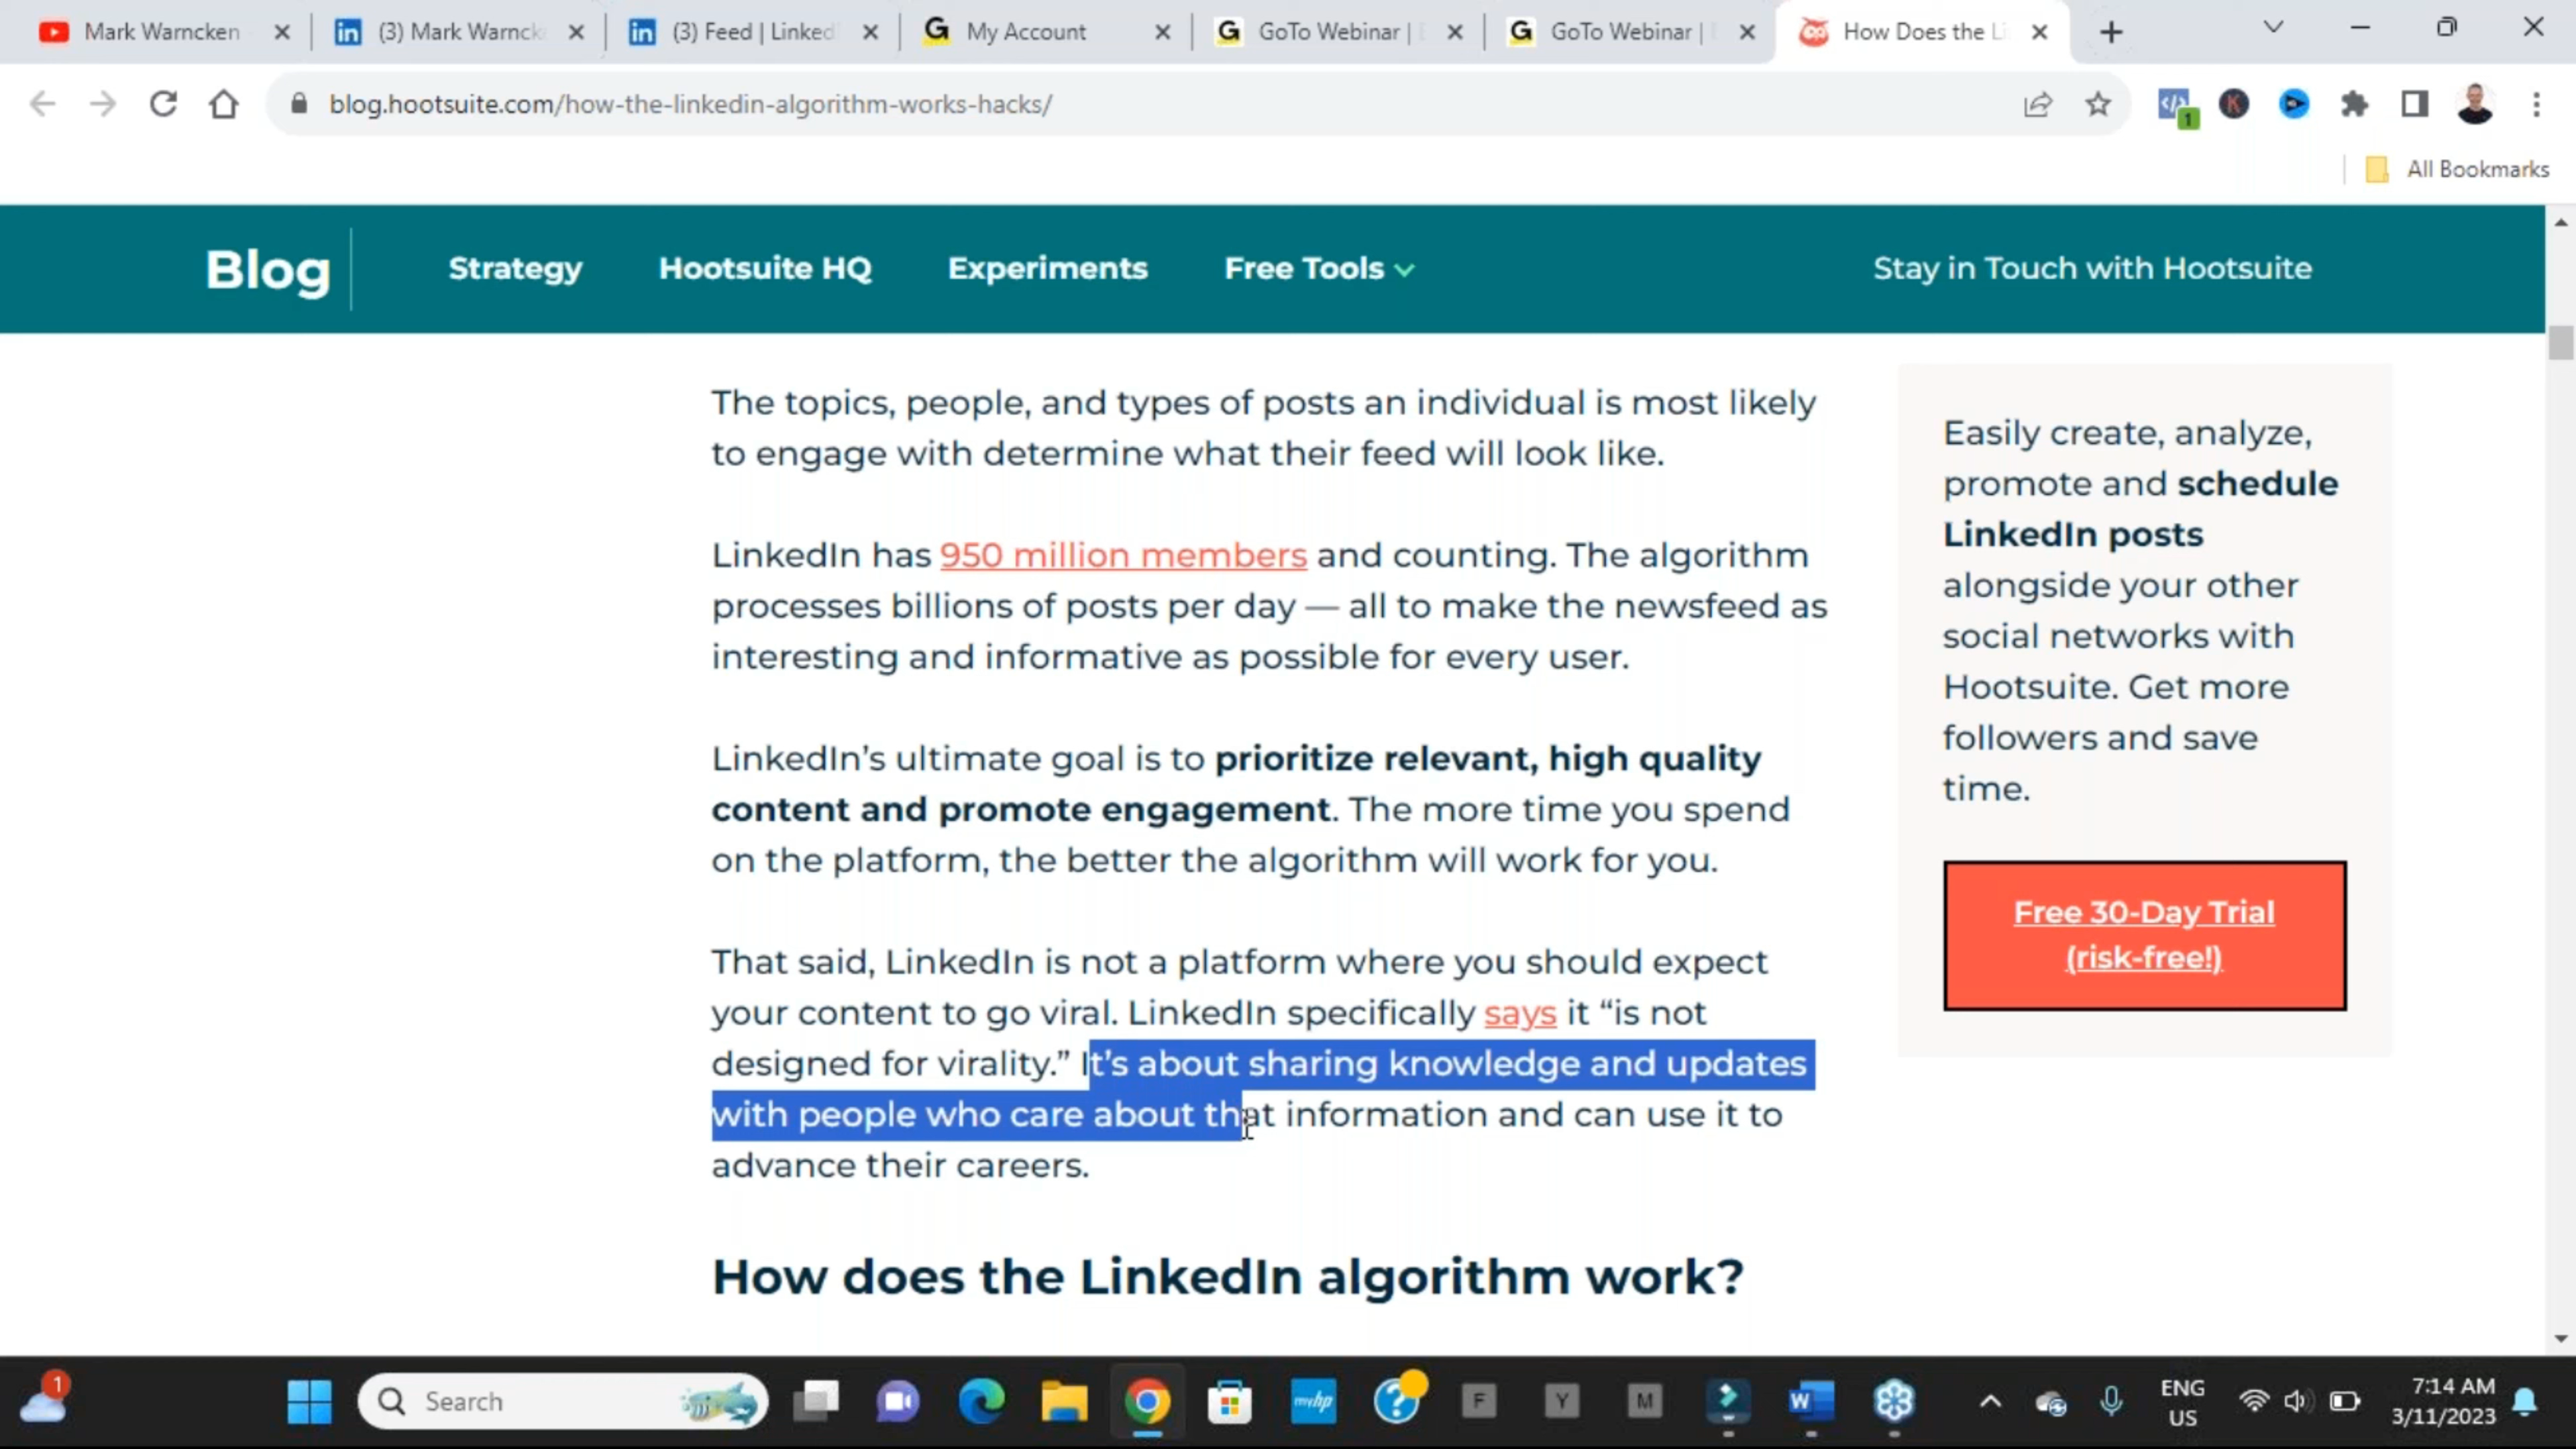 Mark Warncken
(3) Mark Warnck
(3) Feed | Linked
G My Account
G GoTo Webinar |
G GoTo Webinar |
How Does the Li
blog.hootsuite.com/how-the-linkedin-algorithm-works-hacks/
1
K
All Bookmarks
Blog
Strategy
Hootsuite HQ
Experiments
Free Tools
Stay in Touch with Hootsuite
The topics, people, and types of posts an individual is most likely
to engage with determine what their feed will look like.
LinkedIn has 950 million members and counting. The algorithm
processes billions of posts per day — all to make the newsfeed as
interesting and informative as possible for every user.
LinkedIn’s ultimate goal is to prioritize relevant, high quality
content and promote engagement. The more time you spend
on the platform, the better the algorithm will work for you.
That said, LinkedIn is not a platform where you should expect
your content to go viral. LinkedIn specifically says it “is not
designed for virality.” It’s about sharing knowledge and updates
with people who care about that information and can use it to
advance their careers.
How does the LinkedIn algorithm work?
Easily create, analyze,
promote and schedule
LinkedIn posts
alongside your other
social networks with
Hootsuite. Get more
followers and save
time.
Free 30-Day Trial
(risk-free!)
1
Search
myhp
?
F
Y
M
W
ENG
US
7:14 AM
3/11/2023